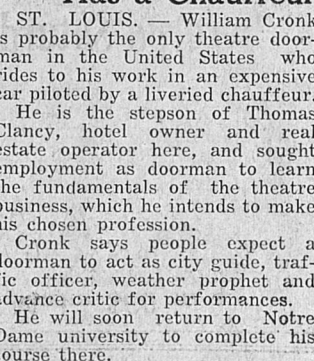 Has a Chauffeur
ST. LOUIS. — William Cronk
s probably the only theatre door-
man in the United States who
rides to his work in an expensive
car piloted by a liveried chauffeur.
He is the stepson of Thomas
Clancy, hotel owner and real
estate operator here, and sought
employment as doorman to learn
he fundamentals of the theatre
business, which he intends to make
his chosen profession.
Cronk says people expect a
doorman to act as city guide, traf-
fic officer, weather prophet and
advance critic for performances.
He will soon return to Notre
Dame university to complete his
course there.